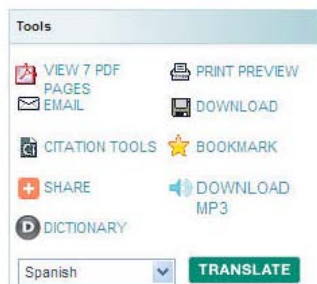 Tools
VIEW 7 PDF
PAGES
PRINT PREVIEW
EMAIL
DOWNLOAD
CITATION TOOLS
BOOKMARK
SHARE
DOWNLOAD
MP3
D DICTIONARY
Spanish
TRANSLATE